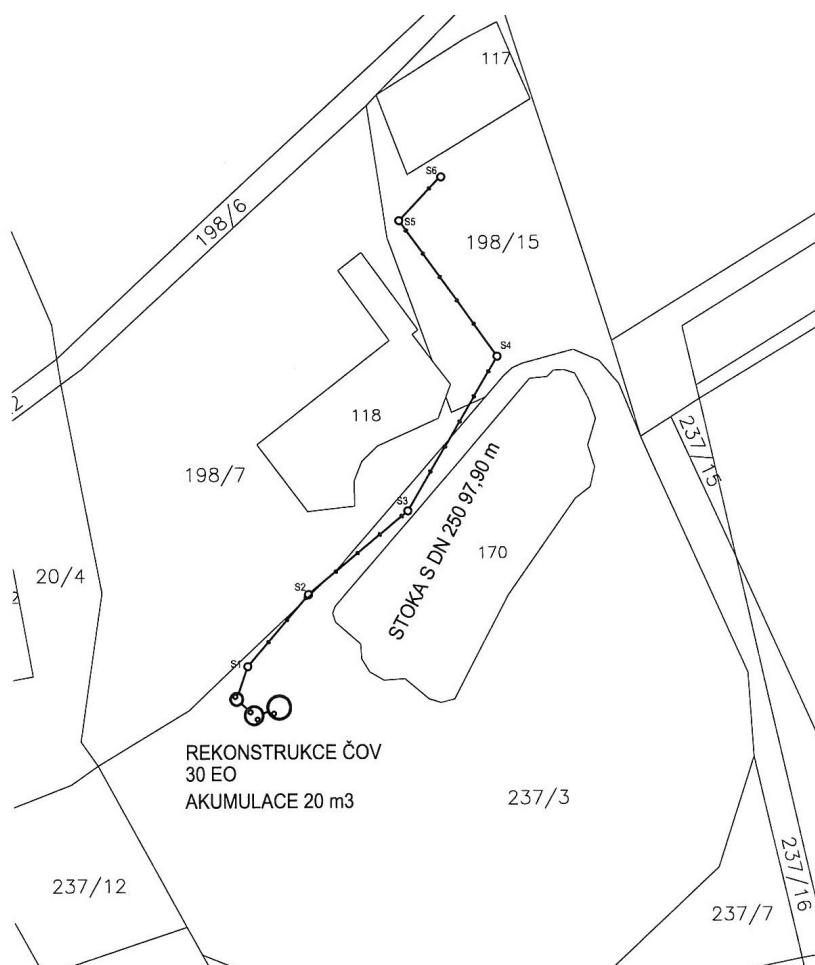 117
S6
S5
198/6
198/15
S4
118
237/15
198/7
S3
STOKA S DN 250 97,90 m
170
20/4
S2
S1
REKONSTRUKCE ČOV
30 EO
AKUMULACE 20 m3
237/3
237/12
237/16
237/7